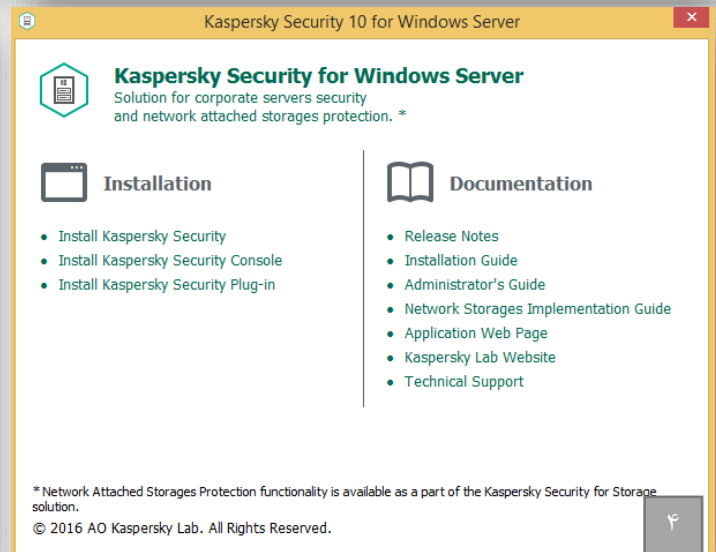 Kaspersky Security 10 for Windows Server
Kaspersky Security for Windows Server
Solution for corporate servers security
and network attached storages protection. *
Installation
• Install Kaspersky Security
• Install Kaspersky Security Console
• Install Kaspersky Security Plug-in
Documentation
• Release Notes
• Installation Guide
• Administrator's Guide
• Network Storages Implementation Guide
• Application Web Page
• Kaspersky Lab Website
• Technical Support
* Network Attached Storages Protection functionality is available as a part of the Kaspersky Security for Storage
solution.
© 2016 AO Kaspersky Lab. All Rights Reserved.
۴